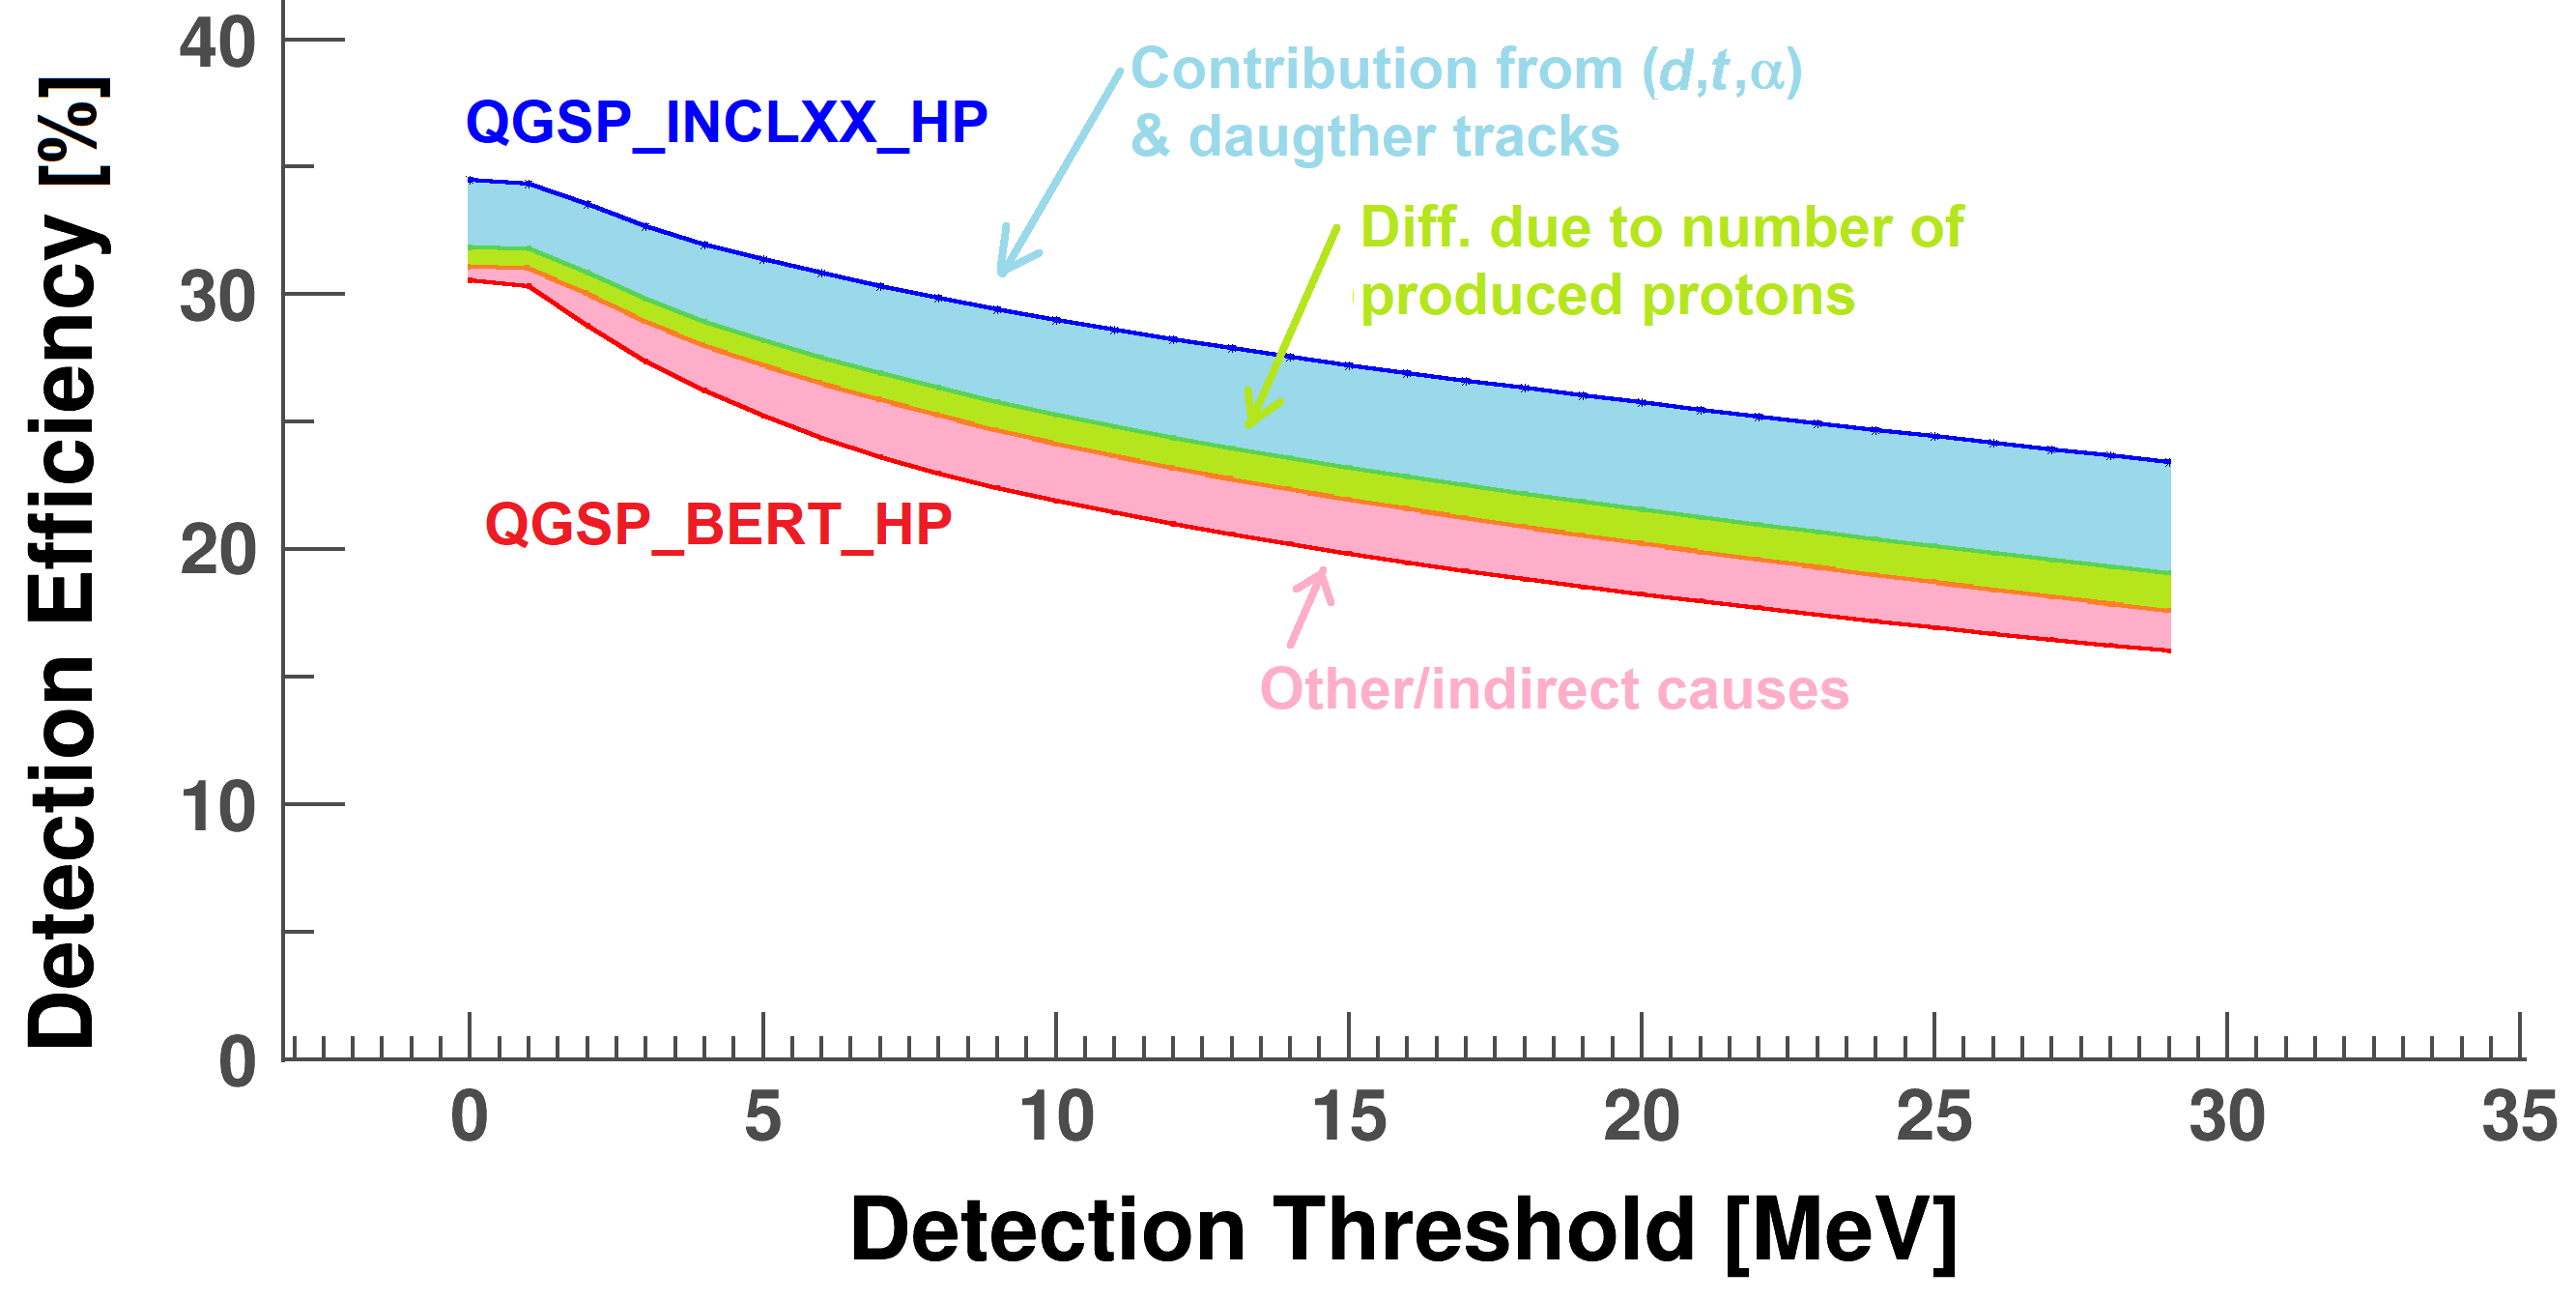 Detection Efficiency [%]
40
30
20
10
0
QGSP_INCLXX_HP
Contribution from (d,t,α)
& daugther tracks
Diff. due to number of
produced protons
QGSP_BERT_HP
Other/indirect causes
0 5 10 15 20 25 30 35
Detection Threshold [MeV]